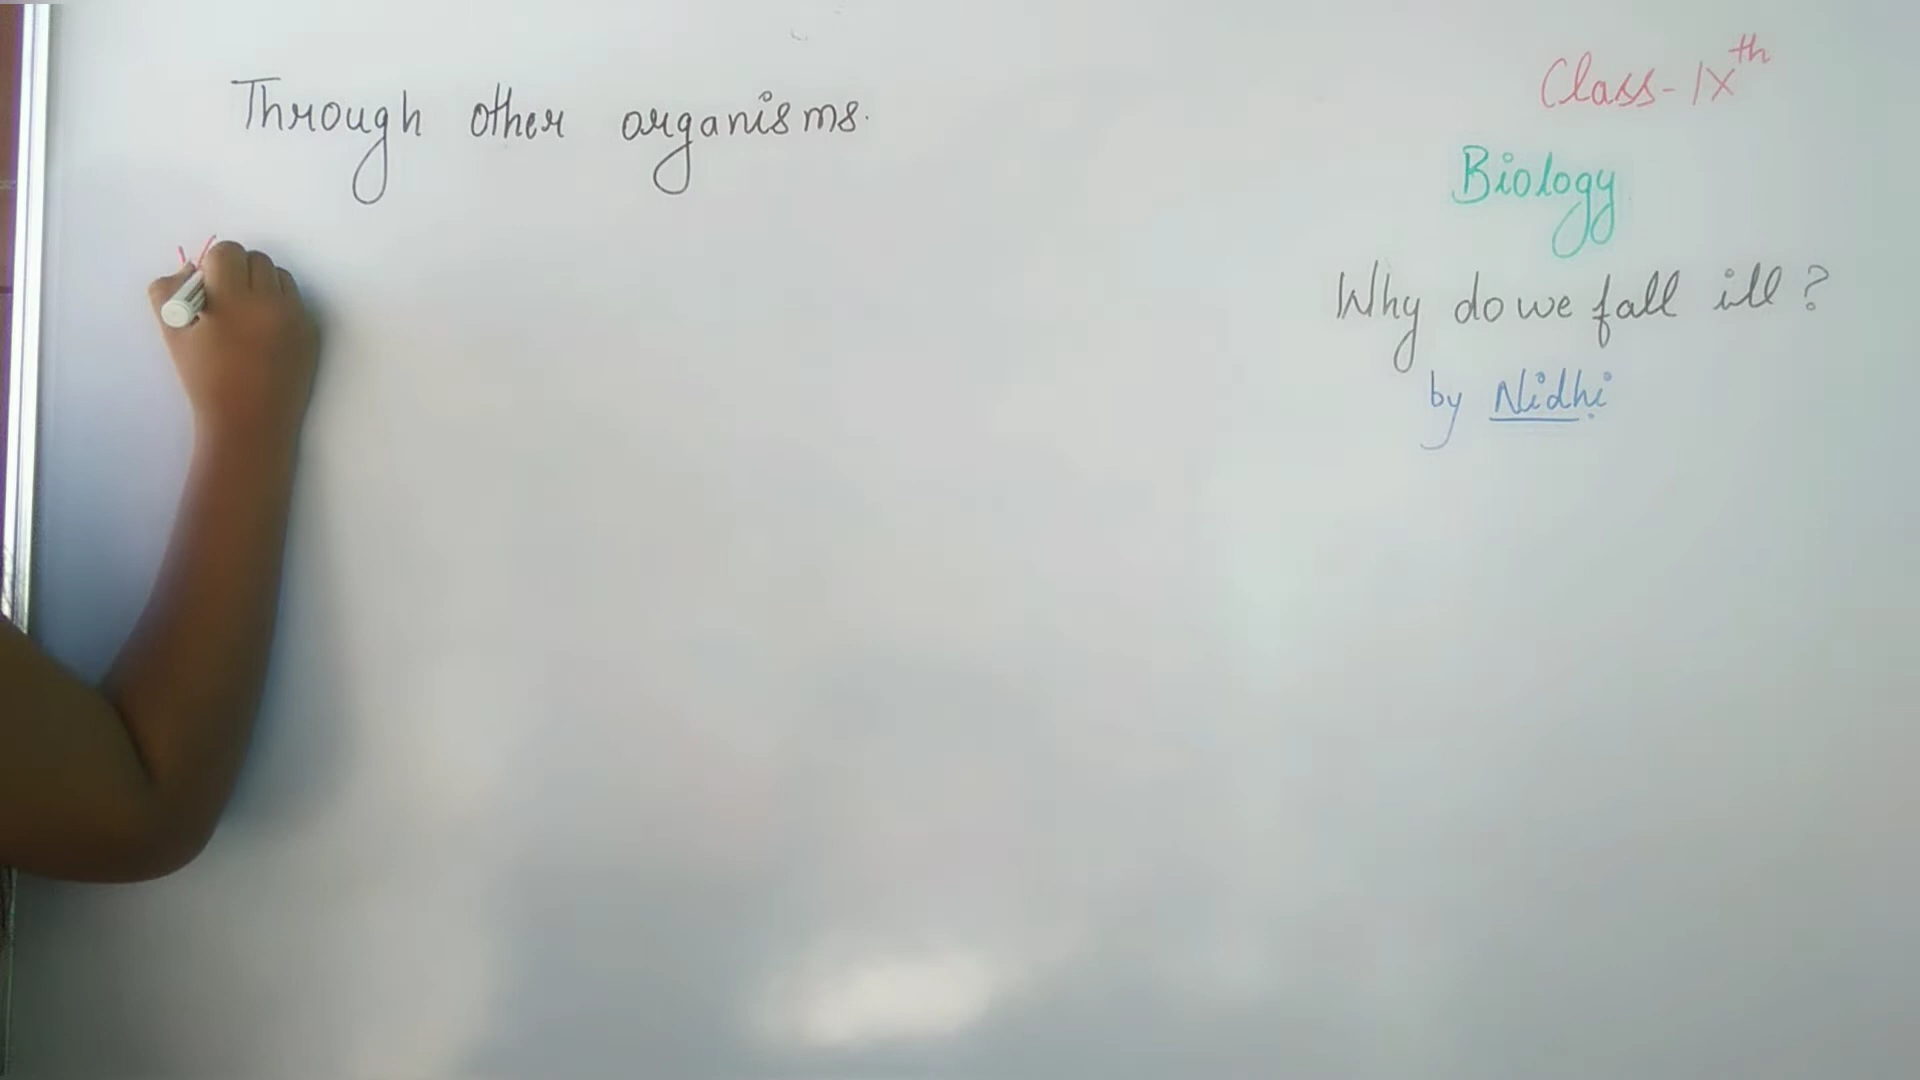 Through other organisms.
Class-IXth
Biology
Why do we fall ill?
by Nidhi